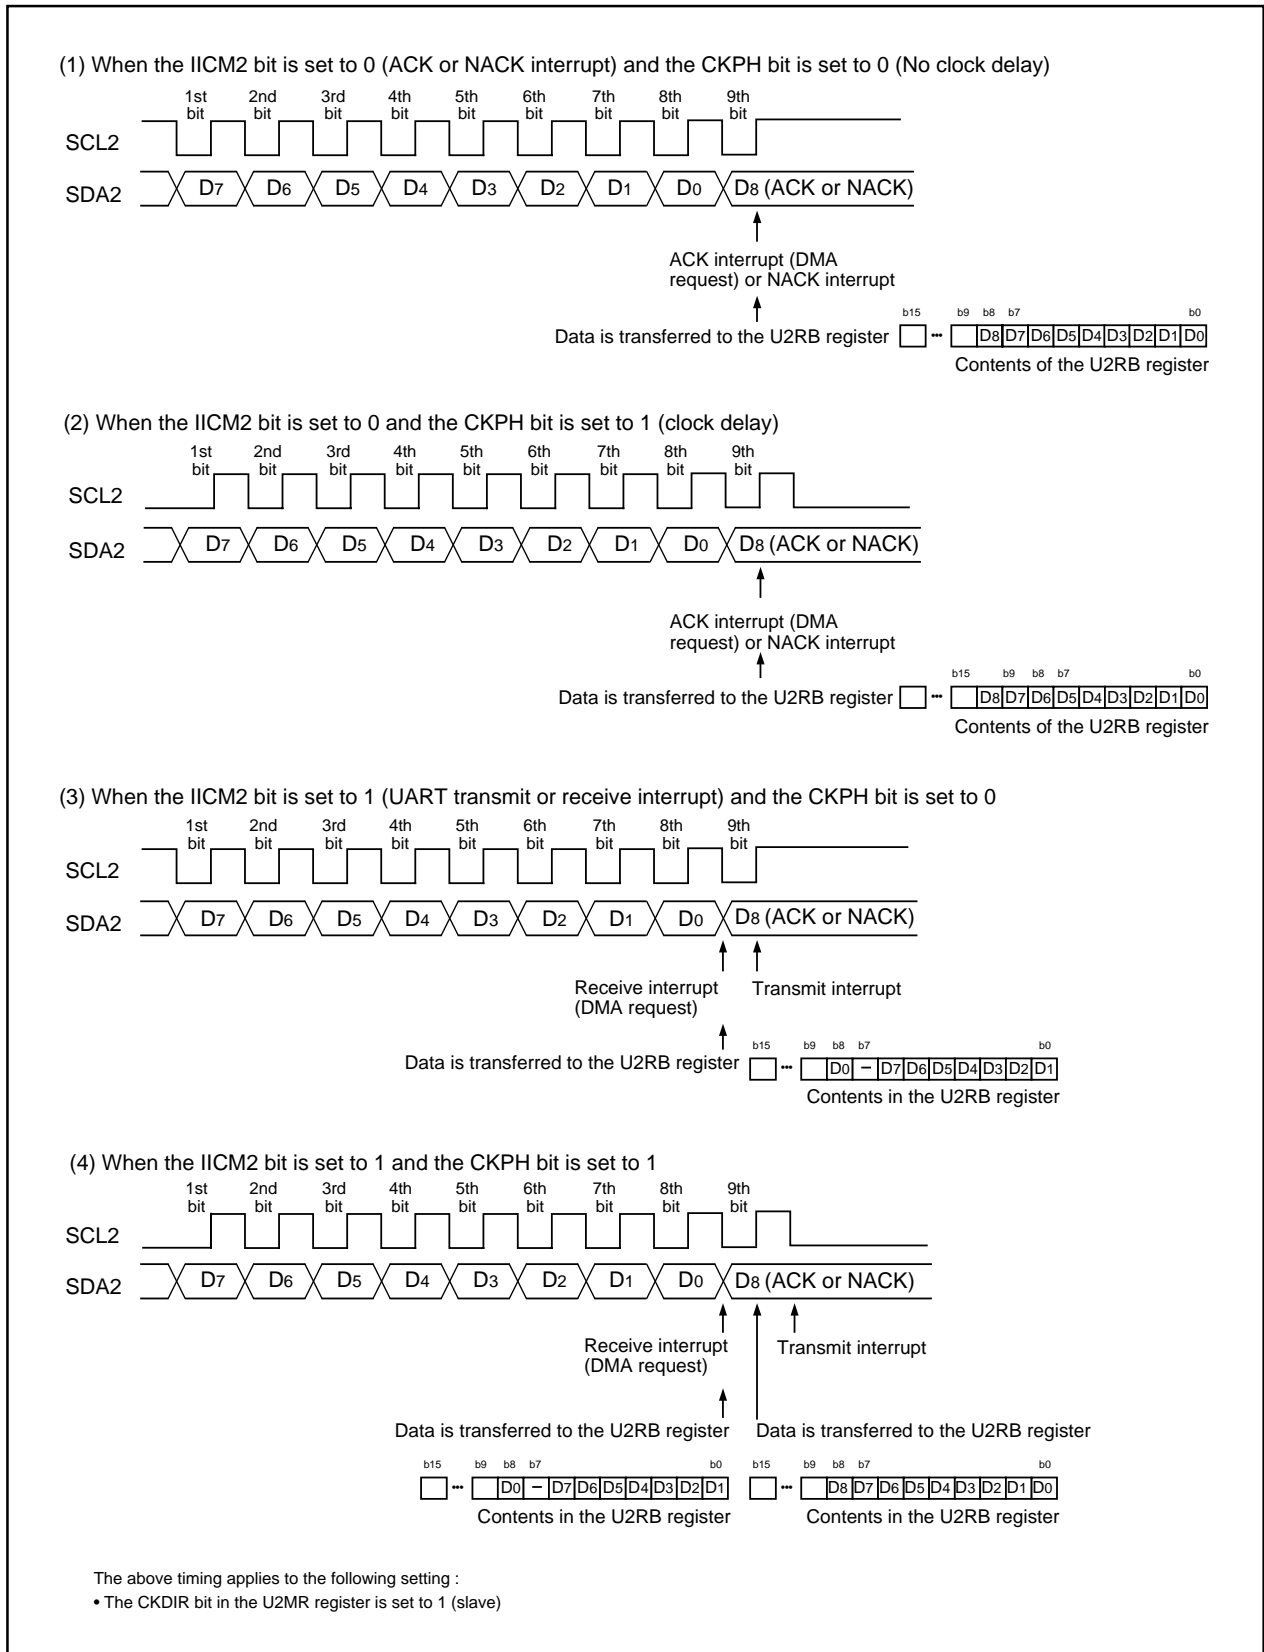 (1) When the IICM2 bit is set to 0 (ACK or NACK interrupt) and the CKPH bit is set to 0 (No clock delay)
1st 2nd 3rd 4th 5th 6th 7th 8th 9th
bit bit bit bit bit bit bit bit bit
SCL2
SDA2 D7 D6 D5 D4 D3 D2 D1 D0 D8 (ACK or NACK)
ACK interrupt (DMA
request) or NACK interrupt
b15 b9 b8 b7 b0
Data is transferred to the U2RB register ••• D8 D7 D6 D5 D4 D3 D2 D1 D0
Contents of the U2RB register
(2) When the IICM2 bit is set to 0 and the CKPH bit is set to 1 (clock delay)
1st 2nd 3rd 4th 5th 6th 7th 8th 9th
bit bit bit bit bit bit bit bit bit
SCL2
SDA2 D7 D6 D5 D4 D3 D2 D1 D0 D8 (ACK or NACK)
ACK interrupt (DMA
request) or NACK interrupt
b15 b9 b8 b7 b0
Data is transferred to the U2RB register ••• D8 D7 D6 D5 D4 D3 D2 D1 D0
Contents of the U2RB register
(3) When the IICM2 bit is set to 1 (UART transmit or receive interrupt) and the CKPH bit is set to 0
1st 2nd 3rd 4th 5th 6th 7th 8th 9th
bit bit bit bit bit bit bit bit bit
SCL2
SDA2 D7 D6 D5 D4 D3 D2 D1 D0 D8 (ACK or NACK)
Receive interrupt Transmit interrupt
(DMA request)
b15 b9 b8 b7 b0
Data is transferred to the U2RB register ••• D0 – D7 D6 D5 D4 D3 D2 D1
Contents in the U2RB register
(4) When the IICM2 bit is set to 1 and the CKPH bit is set to 1
1st 2nd 3rd 4th 5th 6th 7th 8th 9th
bit bit bit bit bit bit bit bit bit
SCL2
SDA2 D7 D6 D5 D4 D3 D2 D1 D0 D8 (ACK or NACK)
Receive interrupt Transmit interrupt
(DMA request)
Data is transferred to the U2RB register Data is transferred to the U2RB register
b15 b9 b8 b7 b0 b15 b9 b8 b7 b0
••• D0 – D7 D6 D5 D4 D3 D2 D1 ••• D8 D7 D6 D5 D4 D3 D2 D1 D0
Contents in the U2RB register Contents in the U2RB register
The above timing applies to the following setting :
• The CKDIR bit in the U2MR register is set to 1 (slave)